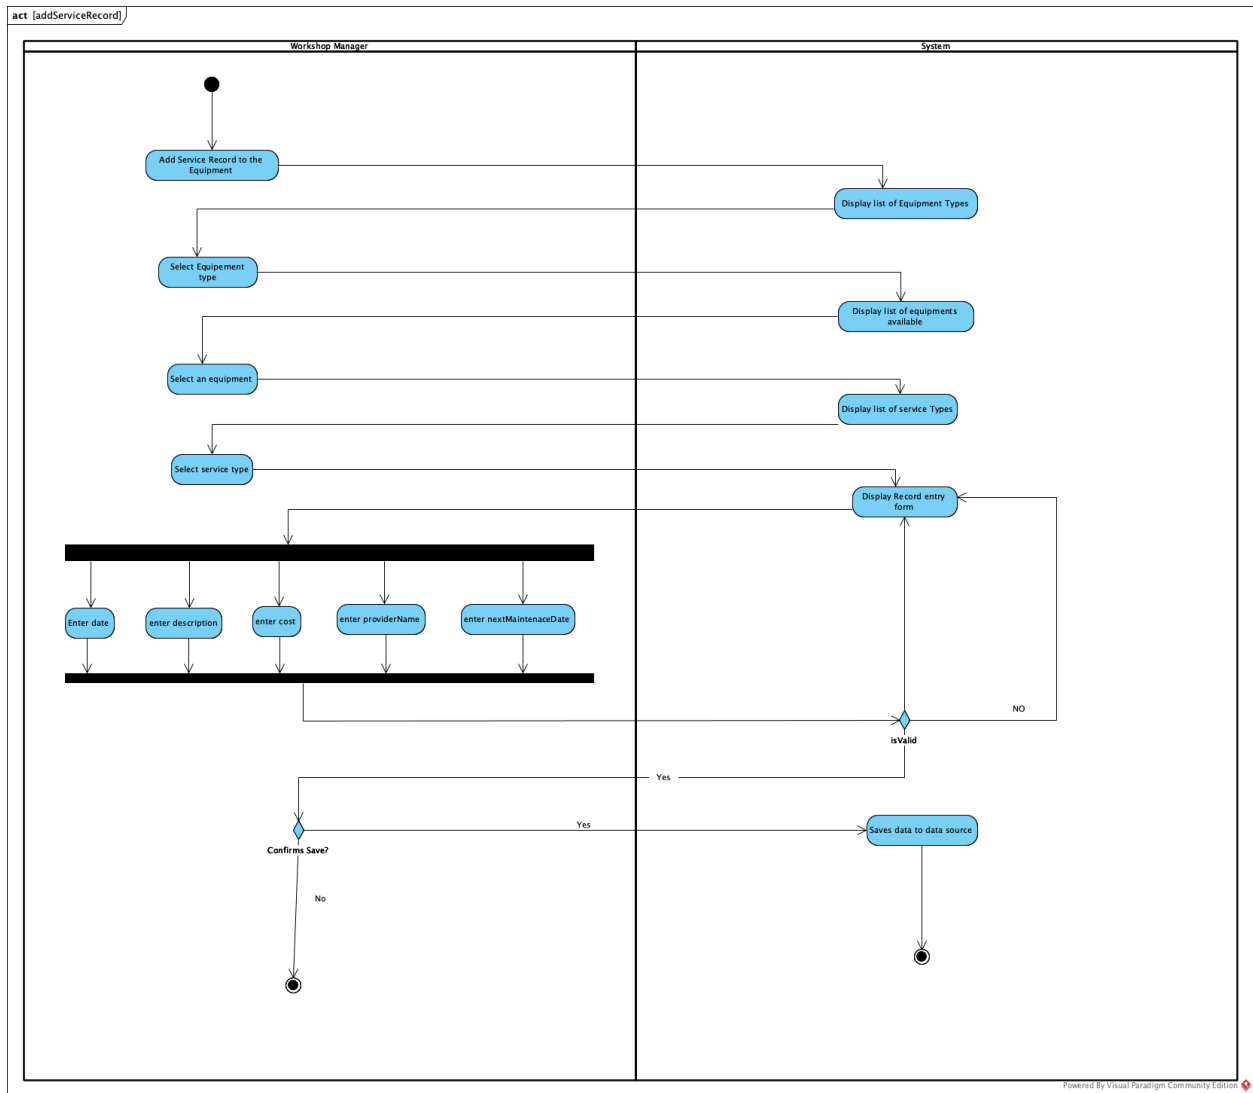 act [addServiceRecord]
Workshop Manager
System
Add Service Record to the
Equipment
Display list of Equipment Types
Select Equipement
type
Display list of equipments
available
Select an equipment
Display list of service Types
Select service type
Display Record entry
form
Enter date
enter description
enter cost
enter providerName
enter nextMaintenaceDate
NO
isValid
Yes
Yes
Saves data to data source
Confirms Save?
No
Powered By Visual Paradigm Community Edition